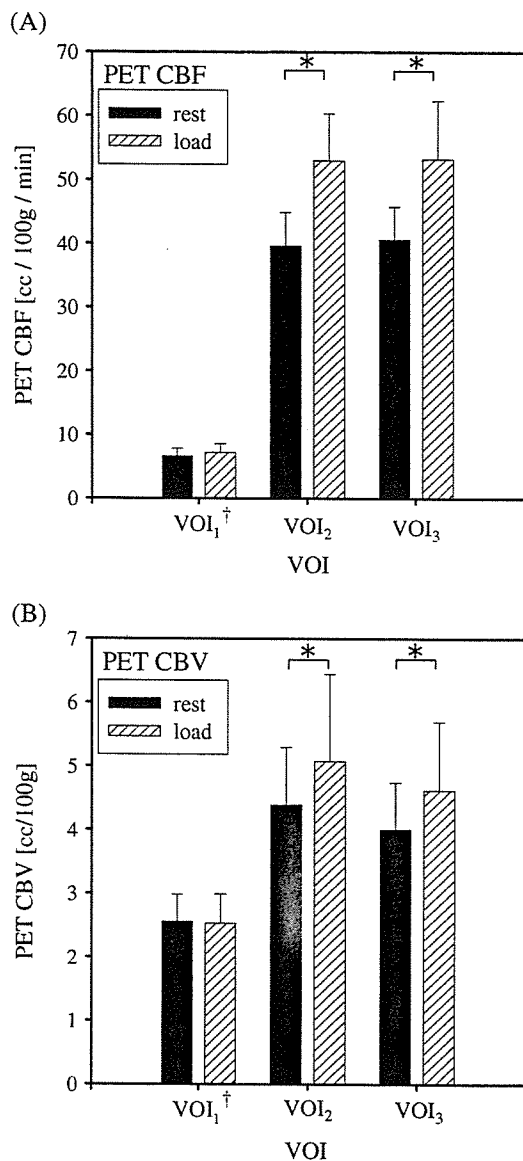 (A)
70
60
50
40
30
20
10
0
PET CBF [cc / 100g / min]
PET CBF
rest
load
*
*
VOI₁†
VOI₂
VOI₃
VOI
(B)
7
6
5
4
3
2
1
0
PET CBV [cc/100g]
PET CBV
rest
load
*
*
VOI₁†
VOI₂
VOI₃
VOI